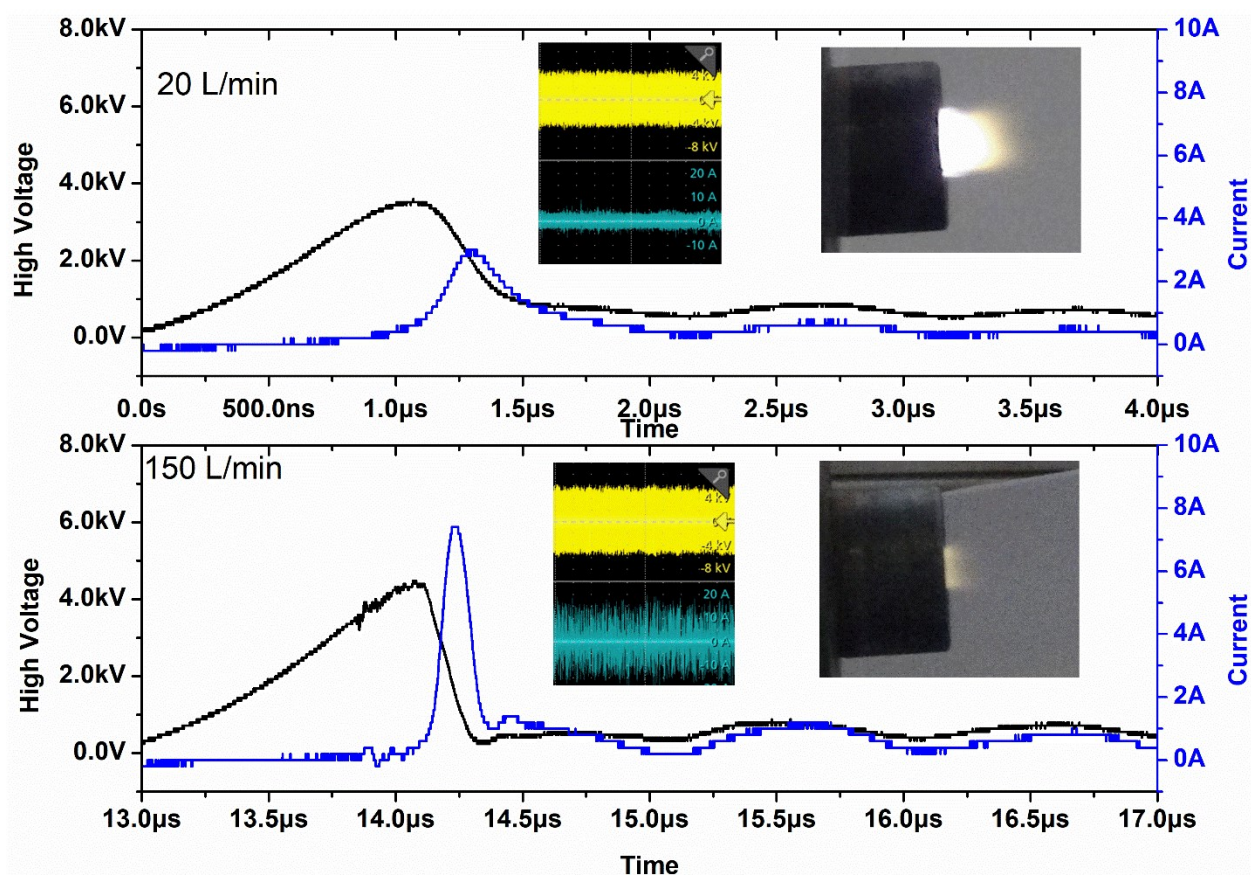 8.0kV
6.0kV
4.0kV
2.0kV
0.0kV
High Voltage
20 L/min
4 kV
-4 kV
-8 kV
20 A
10 A
0 A
-10 A
10A
8A
6A
4A
2A
0A
Current
0.0s 500.0ns 1.0µs 1.5µs 2.0µs 2.5µs 3.0µs 3.5µs 4.0µs
Time
8.0kV
6.0kV
4.0kV
2.0kV
0.0kV
High Voltage
150 L/min
4 kV
-4 kV
-8 kV
20 A
10 A
0 A
-10 A
10A
8A
6A
4A
2A
0A
Current
13.0µs 13.5µs 14.0µs 14.5µs 15.0µs 15.5µs 16.0µs 16.5µs 17.0µs
Time